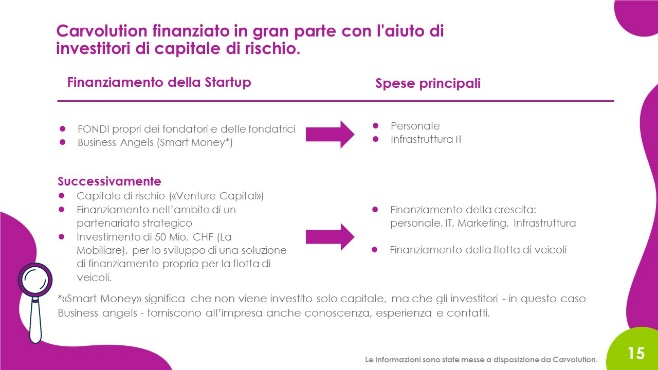 Carvolution finanziato in gran parte con l'aiuto di
investitori di capitale di rischio.
Finanziamento della Startup
Spese principali
● FONDI propri dei fondatori e delle fondatrici
● Business Angels (Smart Money*)
● Personale
● Infrastruttura IT
Successivamente
● Capitale di rischio («Venture Capital»)
● Finanziamento nell'ambito di un
partenariato strategico
● Investimento di 50 Mio. CHF (La
Mobiliare), per lo sviluppo di una soluzione
di finanziamento propria per la flotta di
veicoli.
● Finanziamento della crescita:
personale, IT, Marketing, Infrastruttura
● Finanziamento della flotta di veicoli
*«Smart Money» significa che non viene investito solo capitale, ma che gli investitori - in questo caso
Business angels - forniscono all'impresa anche conoscenza, esperienza e contatti.
Le informazioni sono state messe a disposizione da Carvolution.
15